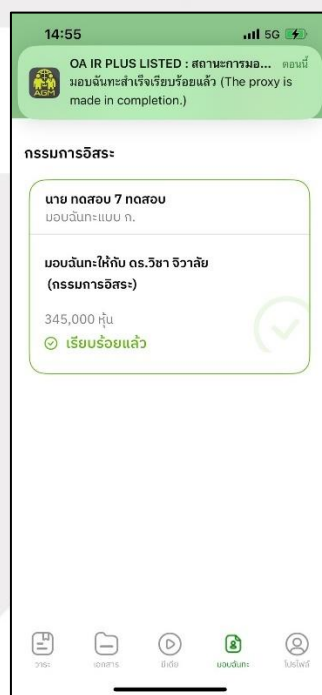 14:55
5G
OA IR PLUS LISTED : สถานะการมอ... ตอนนี้
มอบฉันทะสำเร็จเรียบร้อยแล้ว (The proxy is
made in completion.)
AGM
กรรมการอิสระ
นาย ทดสอบ 7 ทดสอบ
มอบฉันทะแบบ ก.
มอบฉันทะให้กับ ดร.วิชา จิวาลัย
(กรรมการอิสระ)
345,000 หุ้น
เรียบร้อยแล้ว
วาระ เอกสาร มีเดีย มอบฉันทะ โปรไฟล์